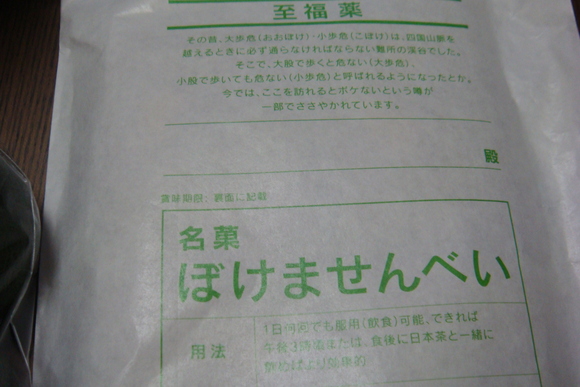 至福薬
その昔、大歩危(おおぼけ)・小歩危(こぼけ)は、四国山脈を
越えるときに必ず通らなければならない難所の深谷でした。
そこで、大股で歩くと危ない(大歩危)、
小股で歩いても危ない(小歩危)と呼ばれるようになったとか。
今では、ここを訪れるとボケないという噂が
一部でささやかれています。
殿
賞味期限:裏面に記載
名菓
ぼけませんべい
用法
1日何回でも服用(飲食)可能、できれば
午後3時頃または、食後に日本茶と一緒に
飲めばより効果的